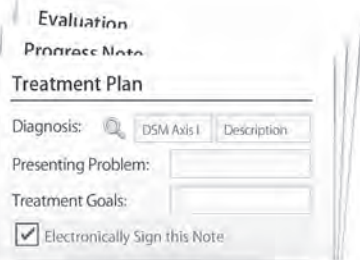 Evaluation
Progress Note
Treatment Plan
Diagnosis: DSM Axis I Description
Presenting Problem:
Treatment Goals:
Electronically Sign this Note